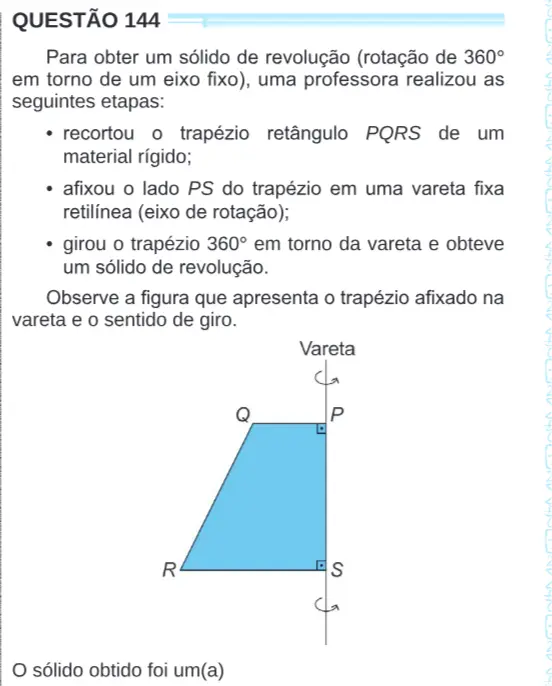 QUESTÃO 144
Para obter um sólido de revolução (rotação de 360°
em torno de um eixo fixo), uma professora realizou as
seguintes etapas:
• recortou o trapézio retângulo PQRS de um
material rígido;
• afixou o lado PS do trapézio em uma vareta fixa
retilínea (eixo de rotação);
• girou o trapézio 360° em torno da vareta e obteve
um sólido de revolução.
Observe a figura que apresenta o trapézio afixado na
vareta e o sentido de giro.
Vareta
Q P
R S
O sólido obtido foi um(a)